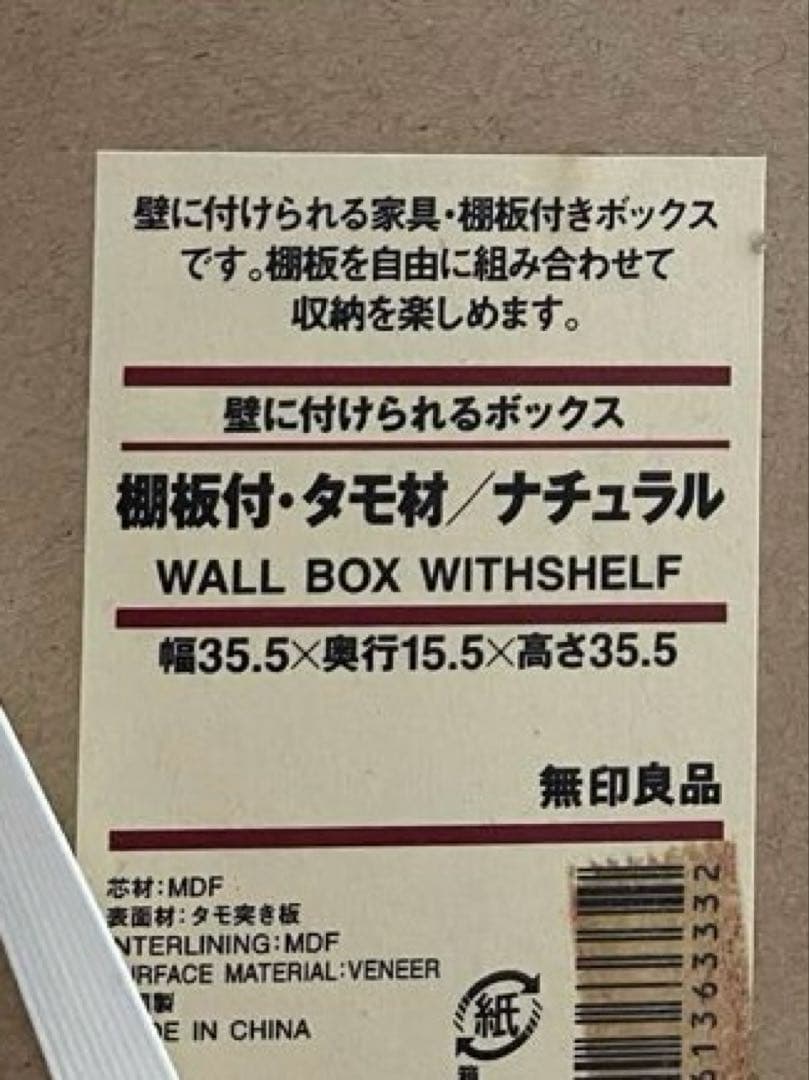 壁に付けられる家具・棚板付きボックス
です。棚板を自由に組み合わせて
収納を楽しめます。
壁に付けられるボックス
棚板付・タモ材／ナチュラル
WALL BOX WITHSHELF
幅35.5×奥行15.5×高さ35.5
無印良品
芯材：MDF
表面材：タモ突き板
INTERLINING：MDF
URFACE MATERIAL：VENEER
製
DE IN CHINA
紙
箱
6136332